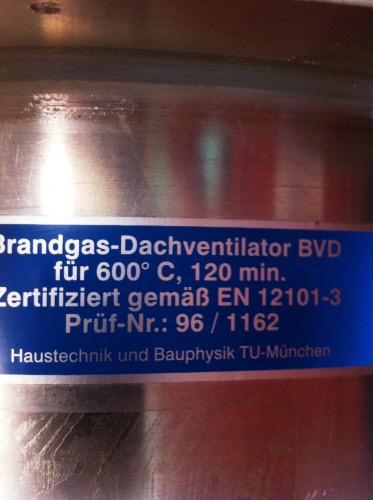 Brandgas-Dachventilator BVD
für 600° C, 120 min.
Zertifiziert gemäß EN 12101-3
Prüf-Nr.: 96 / 1162
Haustechnik und Bauphysik TU-München